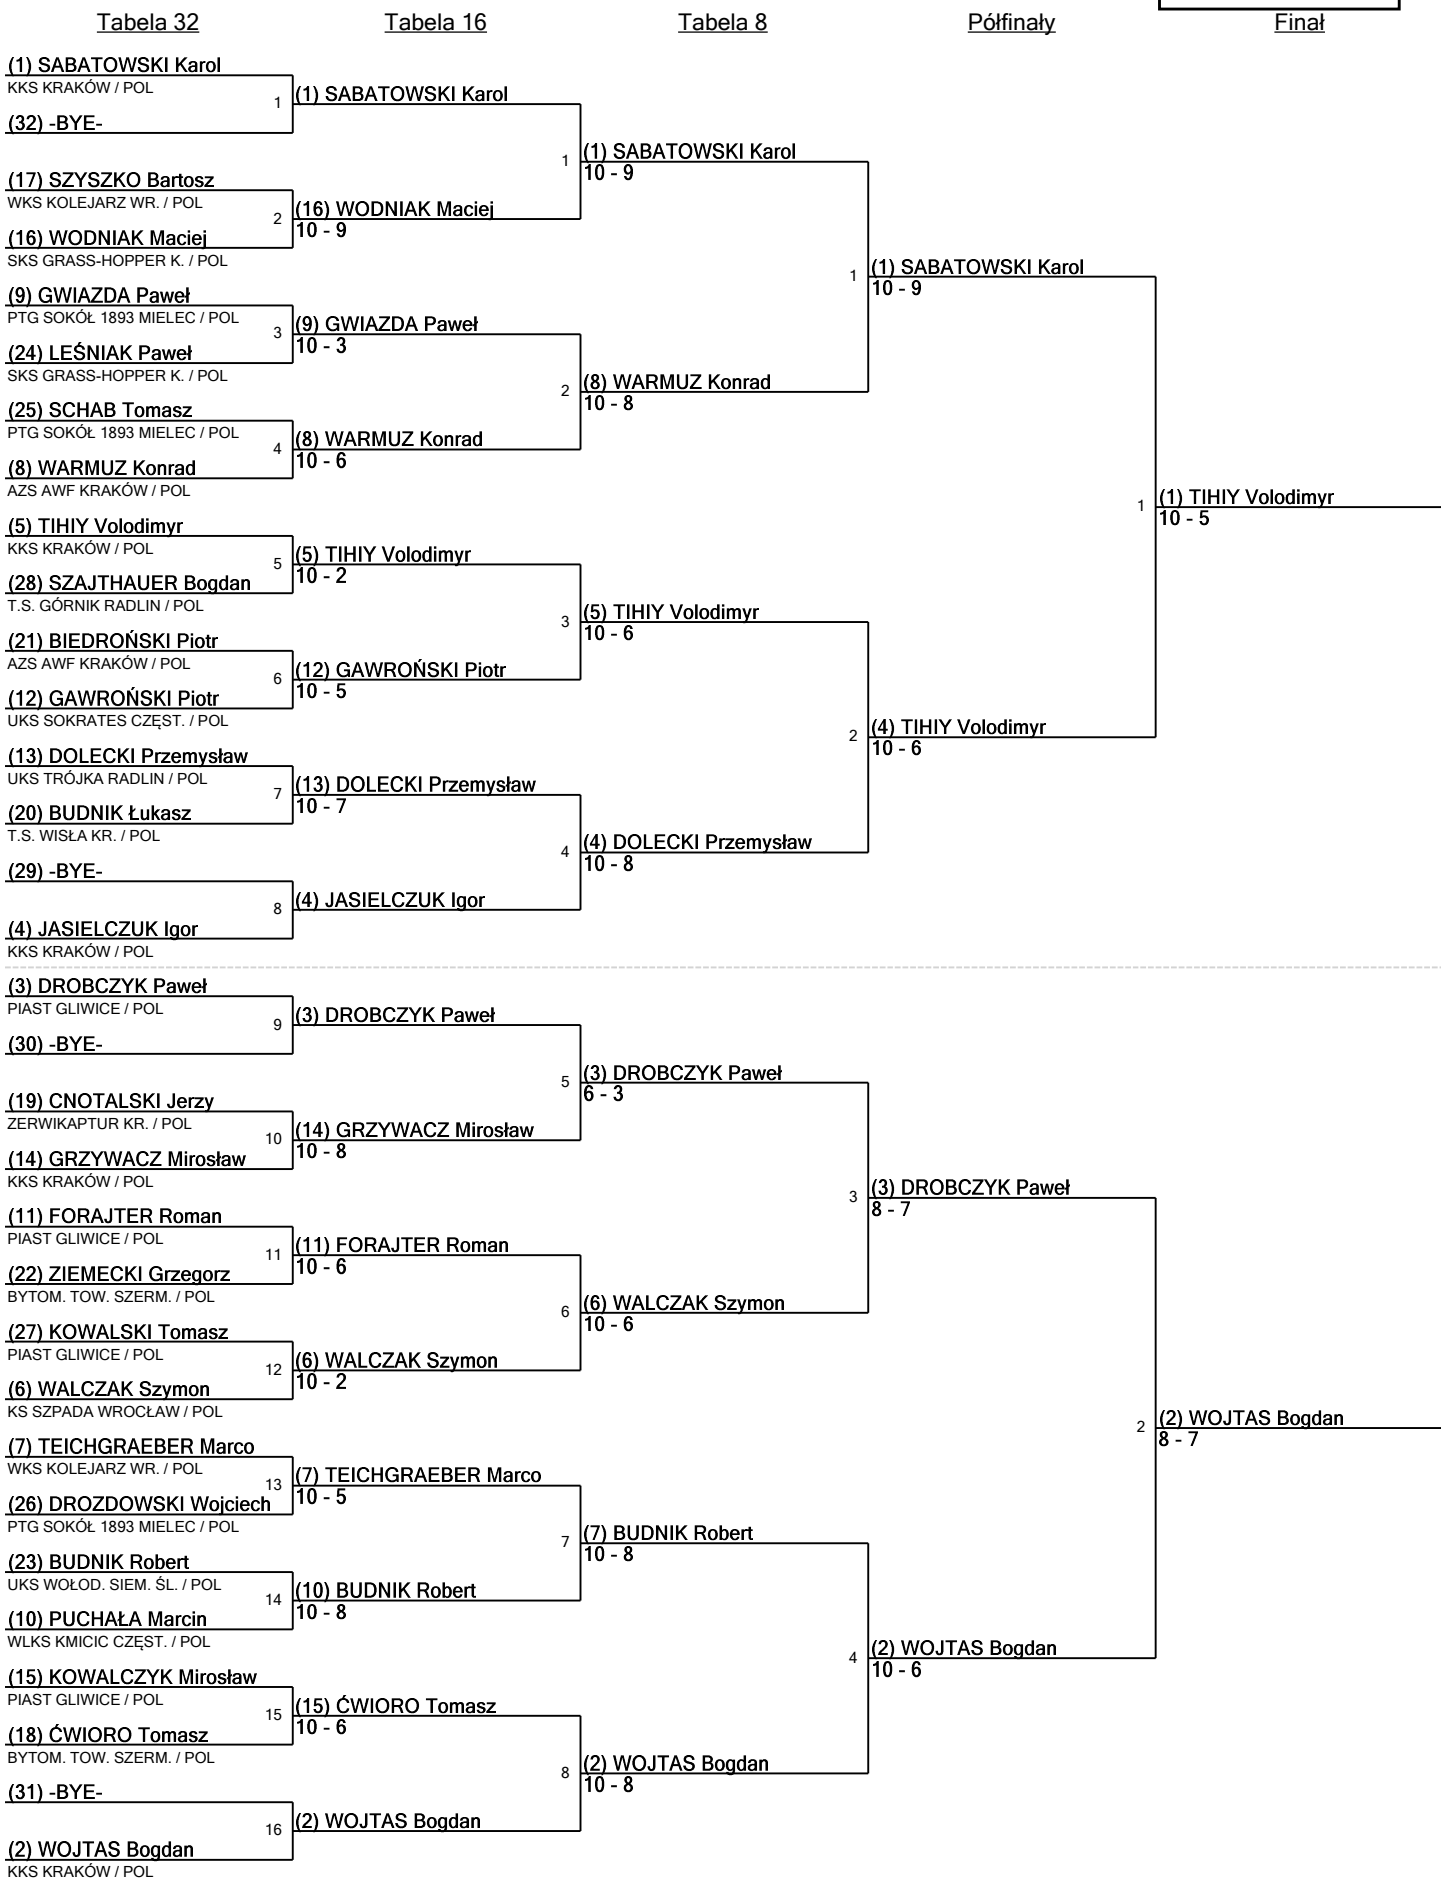 Tabela 32
Tabela 16
Tabela 8
Półfinały
Finał
(1) SABATOWSKI Karol
KKS KRAKÓW / POL
1
(32) -BYE-
(17) SZYSZKO Bartosz
WKS KOLEJARZ WR. / POL
2
(16) WODNIAK Maciej
SKS GRASS-HOPPER K. / POL
(9) GWIAZDA Paweł
PTG SOKÓŁ 1893 MIELEC / POL
3
(24) LEŚNIAK Paweł
SKS GRASS-HOPPER K. / POL
(25) SCHAB Tomasz
PTG SOKÓŁ 1893 MIELEC / POL
4
(8) WARMUZ Konrad
AZS AWF KRAKÓW / POL
(5) TIHIY Volodimyr
KKS KRAKÓW / POL
5
(28) SZAJTHAUER Bogdan
T.S. GÓRNIK RADLIN / POL
(21) BIEDROŃSKI Piotr
AZS AWF KRAKÓW / POL
6
(12) GAWROŃSKI Piotr
UKS SOKRATES CZĘST. / POL
(13) DOLECKI Przemysław
UKS TRÓJKA RADLIN / POL
7
(20) BUDNIK Łukasz
T.S. WISŁA KR. / POL
(29) -BYE-
8
(4) JASIELCZUK Igor
KKS KRAKÓW / POL
(3) DROBCZYK Paweł
PIAST GLIWICE / POL
9
(30) -BYE-
(19) CNOTALSKI Jerzy
ZERWIKAPTUR KR. / POL
10
(14) GRZYWACZ Mirosław
KKS KRAKÓW / POL
(11) FORAJTER Roman
PIAST GLIWICE / POL
11
(22) ZIEMECKI Grzegorz
BYTOM. TOW. SZERM. / POL
(27) KOWALSKI Tomasz
PIAST GLIWICE / POL
12
(6) WALCZAK Szymon
KS SZPADA WROCŁAW / POL
(7) TEICHGRAEBER Marco
WKS KOLEJARZ WR. / POL
13
(26) DROZDOWSKI Wojciech
PTG SOKÓŁ 1893 MIELEC / POL
(23) BUDNIK Robert
UKS WOŁOD. SIEM. ŚL. / POL
14
(10) PUCHAŁA Marcin
WLKS KMICIC CZĘST. / POL
(15) KOWALCZYK Mirosław
PIAST GLIWICE / POL
15
(18) ĆWIORO Tomasz
BYTOM. TOW. SZERM. / POL
(31) -BYE-
16
(2) WOJTAS Bogdan
KKS KRAKÓW / POL
(1) SABATOWSKI Karol
1
(16) WODNIAK Maciej
10 - 9
(9) GWIAZDA Paweł
10 - 3
2
(8) WARMUZ Konrad
10 - 6
(5) TIHIY Volodimyr
10 - 2
3
(12) GAWROŃSKI Piotr
10 - 5
(13) DOLECKI Przemysław
10 - 7
4
(4) JASIELCZUK Igor
(3) DROBCZYK Paweł
5
(14) GRZYWACZ Mirosław
10 - 8
(11) FORAJTER Roman
10 - 6
6
(6) WALCZAK Szymon
10 - 2
(7) TEICHGRAEBER Marco
10 - 5
7
(10) BUDNIK Robert
10 - 8
(15) ĆWIORO Tomasz
10 - 6
8
(2) WOJTAS Bogdan
(1) SABATOWSKI Karol
10 - 9
1
(8) WARMUZ Konrad
10 - 8
(5) TIHIY Volodimyr
10 - 6
2
(4) DOLECKI Przemysław
10 - 8
(3) DROBCZYK Paweł
6 - 3
3
(6) WALCZAK Szymon
10 - 6
(7) BUDNIK Robert
10 - 8
4
(2) WOJTAS Bogdan
10 - 8
(1) SABATOWSKI Karol
10 - 9
1
(4) TIHIY Volodimyr
10 - 6
(3) DROBCZYK Paweł
8 - 7
2
(2) WOJTAS Bogdan
10 - 6
(1) TIHIY Volodimyr
10 - 5
(2) WOJTAS Bogdan
8 - 7